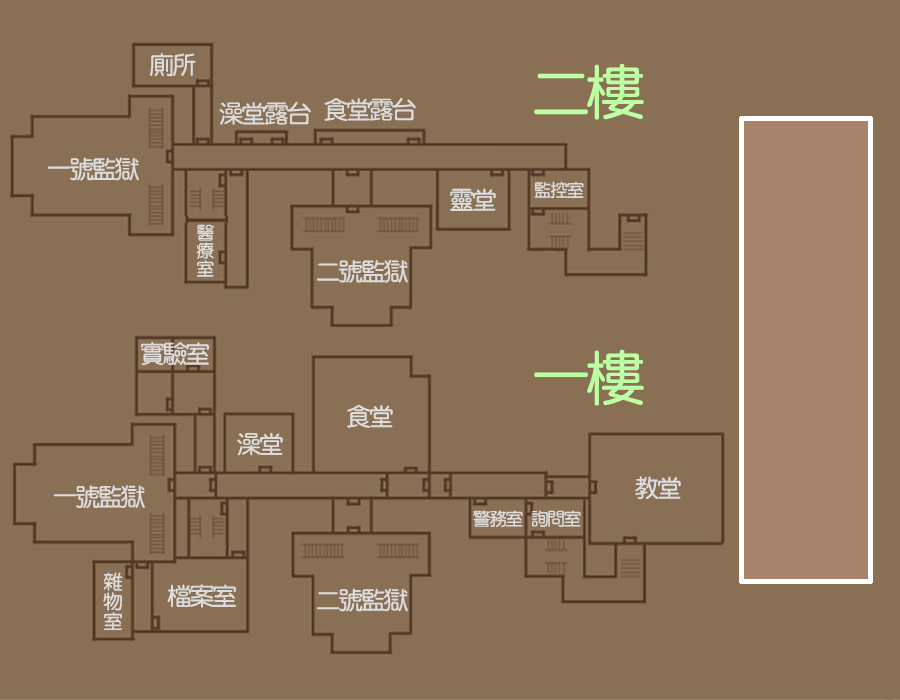 二樓
廁所
澡堂露台
食堂露台
一號監獄
靈堂
監控室
醫療室
二號監獄
一樓
實驗室
澡堂
食堂
一號監獄
教堂
警務室
詢問室
雜物室
檔案室
二號監獄